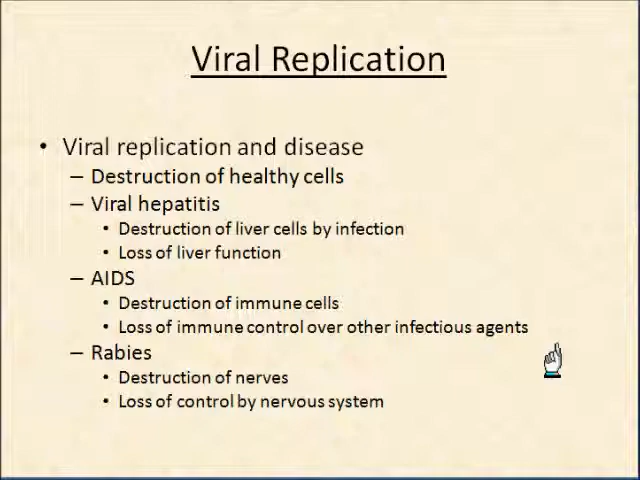 Viral Replication
• Viral replication and disease
– Destruction of healthy cells
– Viral hepatitis
• Destruction of liver cells by infection
• Loss of liver function
– AIDS
• Destruction of immune cells
• Loss of immune control over other infectious agents
– Rabies
• Destruction of nerves
• Loss of control by nervous system